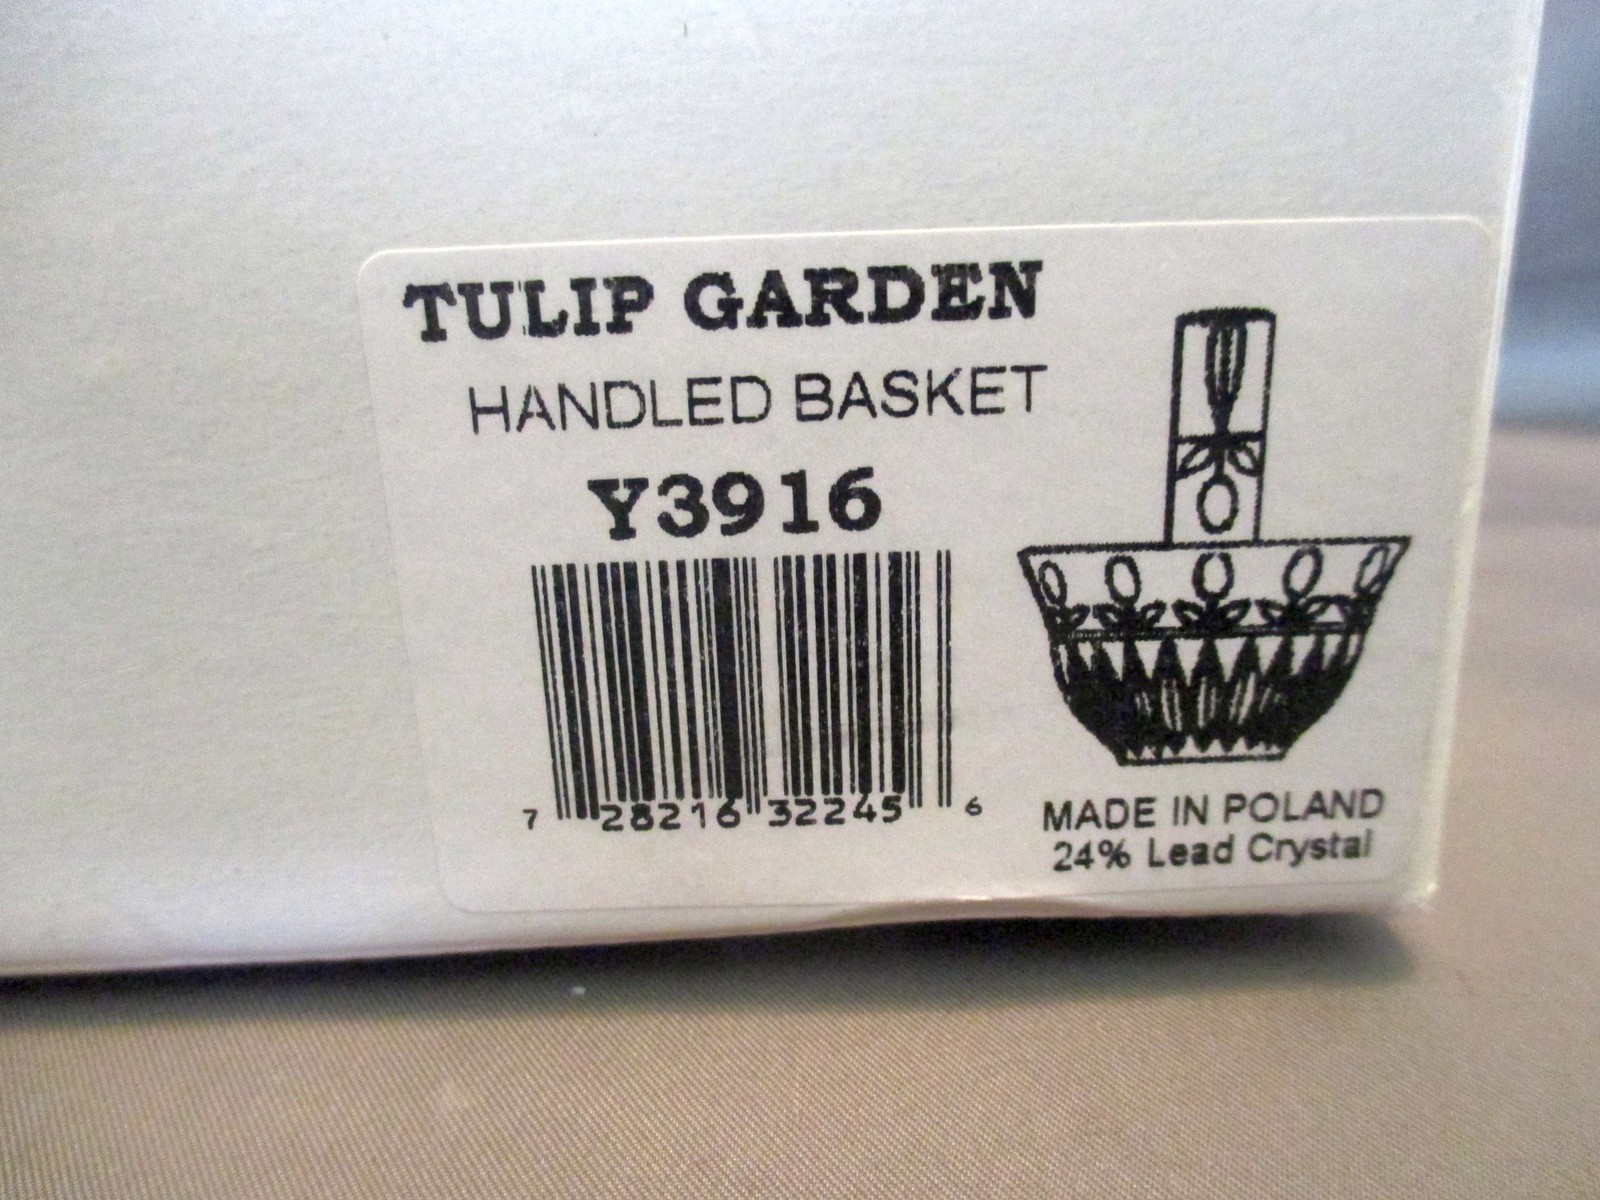 TULIP GARDEN
HANDLED BASKET
Y3916
7 28216 32245 6
MADE IN POLAND
24% Lead Crystal